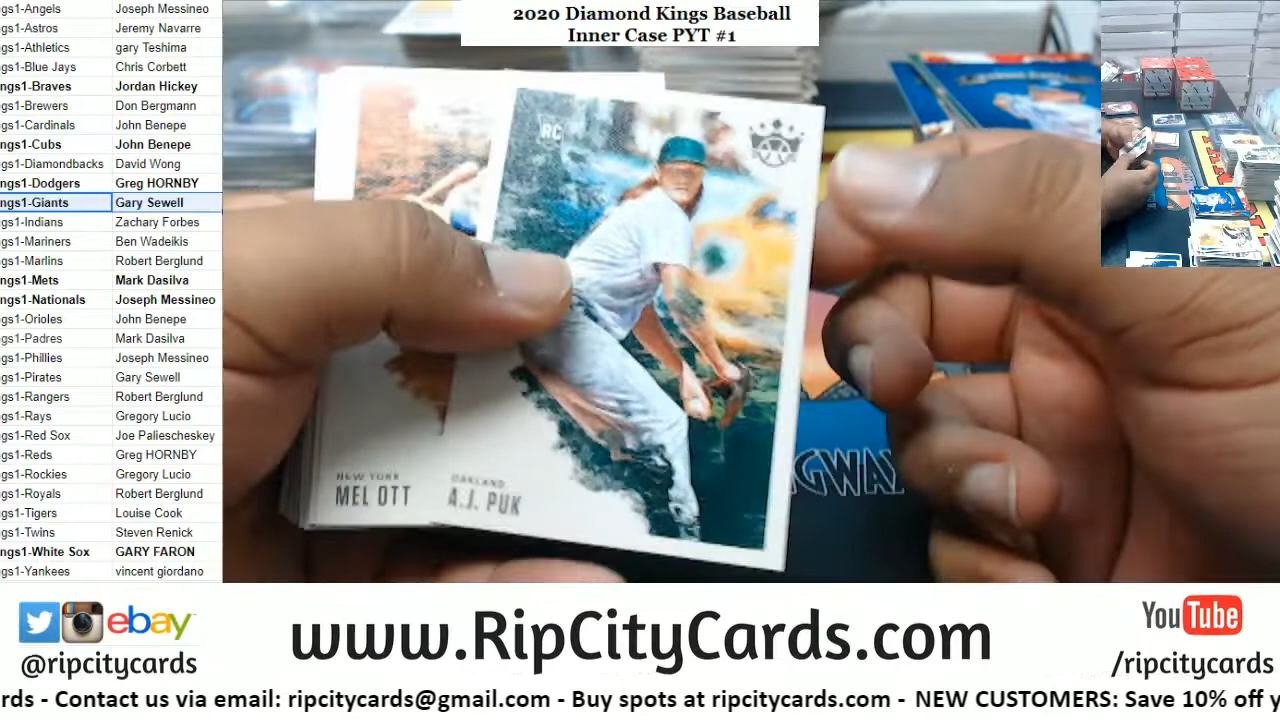 2020 Diamond Kings Baseball
Inner Case PYT #1
gs1-Angels Joseph Messineo
gs1-Astros Jeremy Navarre
gs1-Athletics gary Teshima
gs1-Blue Jays Chris Corbett
ngs1-Braves Jordan Hickey
gs1-Brewers Don Bergmann
gs1-Cardinals John Benepe
ngs1-Cubs John Benepe
gs1-Diamondbacks David Wong
ngs1-Dodgers Greg HORNBY
ngs1-Giants Gary Sewell
gs1-Indians Zachary Forbes
gs1-Mariners Ben Wadeikis
gs1-Marlins Robert Berglund
ngs1-Mets Mark Dasilva
ngs1-Nationals Joseph Messineo
gs1-Orioles John Benepe
gs1-Padres Mark Dasilva
gs1-Phillies Joseph Messineo
gs1-Pirates Gary Sewell
gs1-Rangers Robert Berglund
gs1-Rays Gregory Lucio
gs1-Red Sox Joe Paliescheskey
gs1-Reds Greg HORNBY
gs1-Rockies Gregory Lucio
gs1-Royals Robert Berglund
gs1-Tigers Louise Cook
gs1-Twins Steven Renick
ngs1-White Sox GARY FARON
gs1-Yankees vincent giordano
RC
NEW YORK
MEL OTT
OAKLAND
A.J. PUK
GWAY
ebay
@ripcitycards
www.RipCityCards.com
YouTube
/ripcitycards
rds - Contact us via email: ripcitycards@gmail.com - Buy spots at ripcitycards.com - NEW CUSTOMERS: Save 10% off y